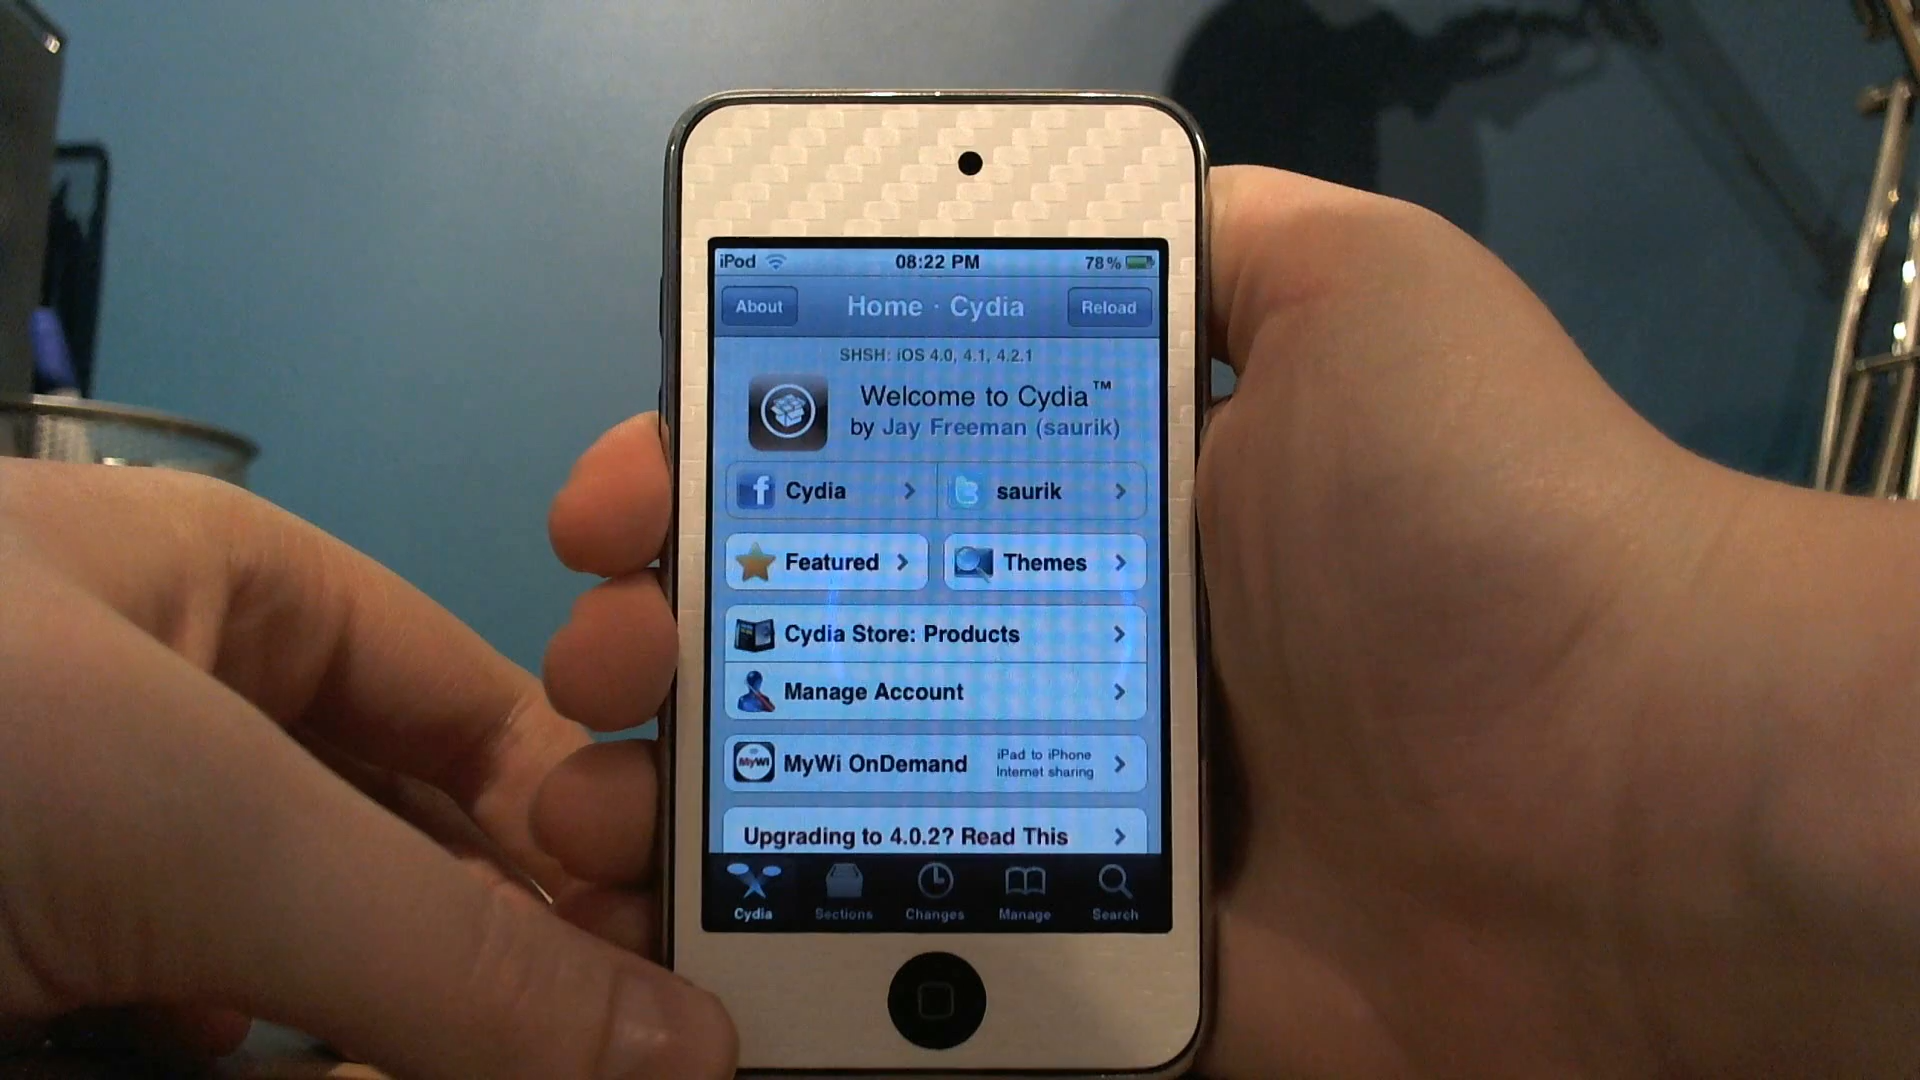 iPod 08:22 PM 78%
About Home · Cydia Reload
SHSH: iOS 4.0, 4.1, 4.2.1
Welcome to Cydia™
by Jay Freeman (saurik)
f Cydia t saurik
Featured Themes
Cydia Store: Products
Manage Account
MyWi MyWi OnDemand iPad to iPhone
Internet sharing
Upgrading to 4.0.2? Read This
Cydia Sections Changes Manage Search